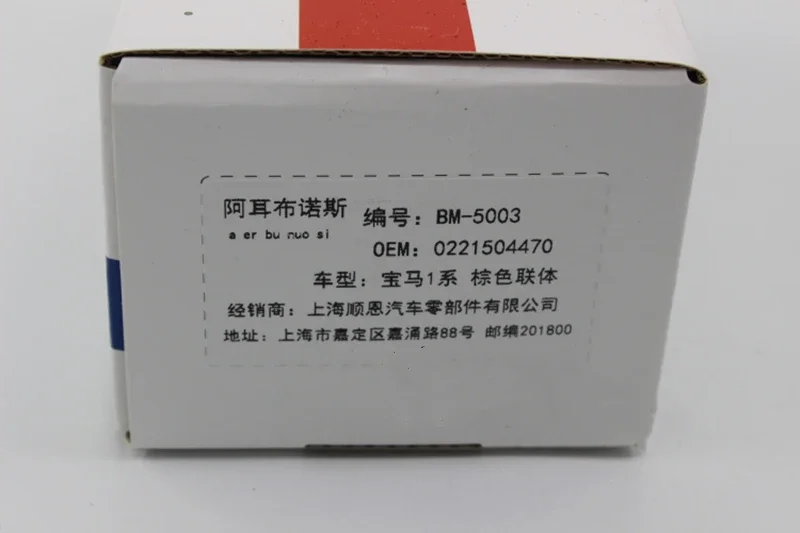 阿耳布诺斯 编号：BM-5003
a er bu nuo si
OEM：0221504470
车型：宝马1系 棕色联体
经销商：上海顺恩汽车零部件有限公司
地址：上海市嘉定区嘉涌路88号 邮编201800